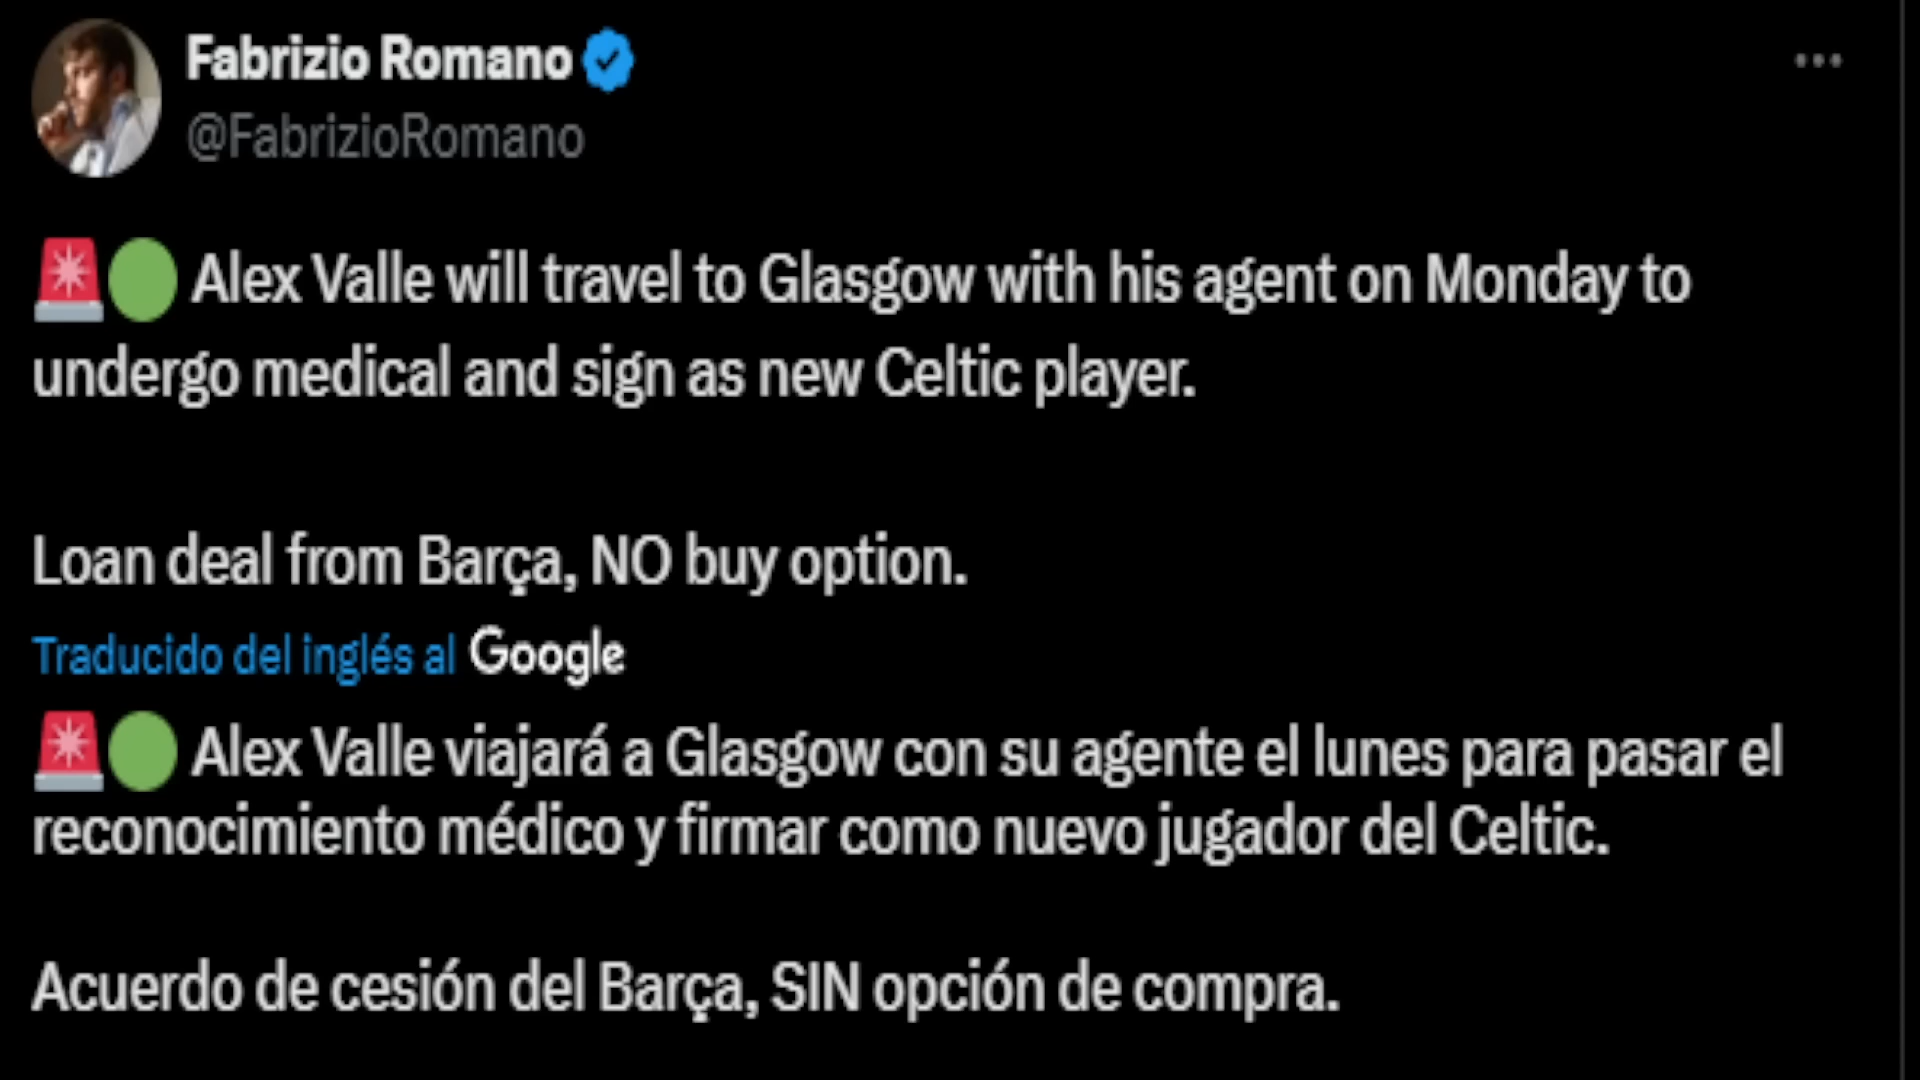 Fabrizio Romano
@FabrizioRomano
🚨🟢 Alex Valle will travel to Glasgow with his agent on Monday to
undergo medical and sign as new Celtic player.
Loan deal from Barça, NO buy option.
Traducido del inglés al Google
🚨🟢 Alex Valle viajará a Glasgow con su agente el lunes para pasar el
reconocimiento médico y firmar como nuevo jugador del Celtic.
Acuerdo de cesión del Barça, SIN opción de compra.